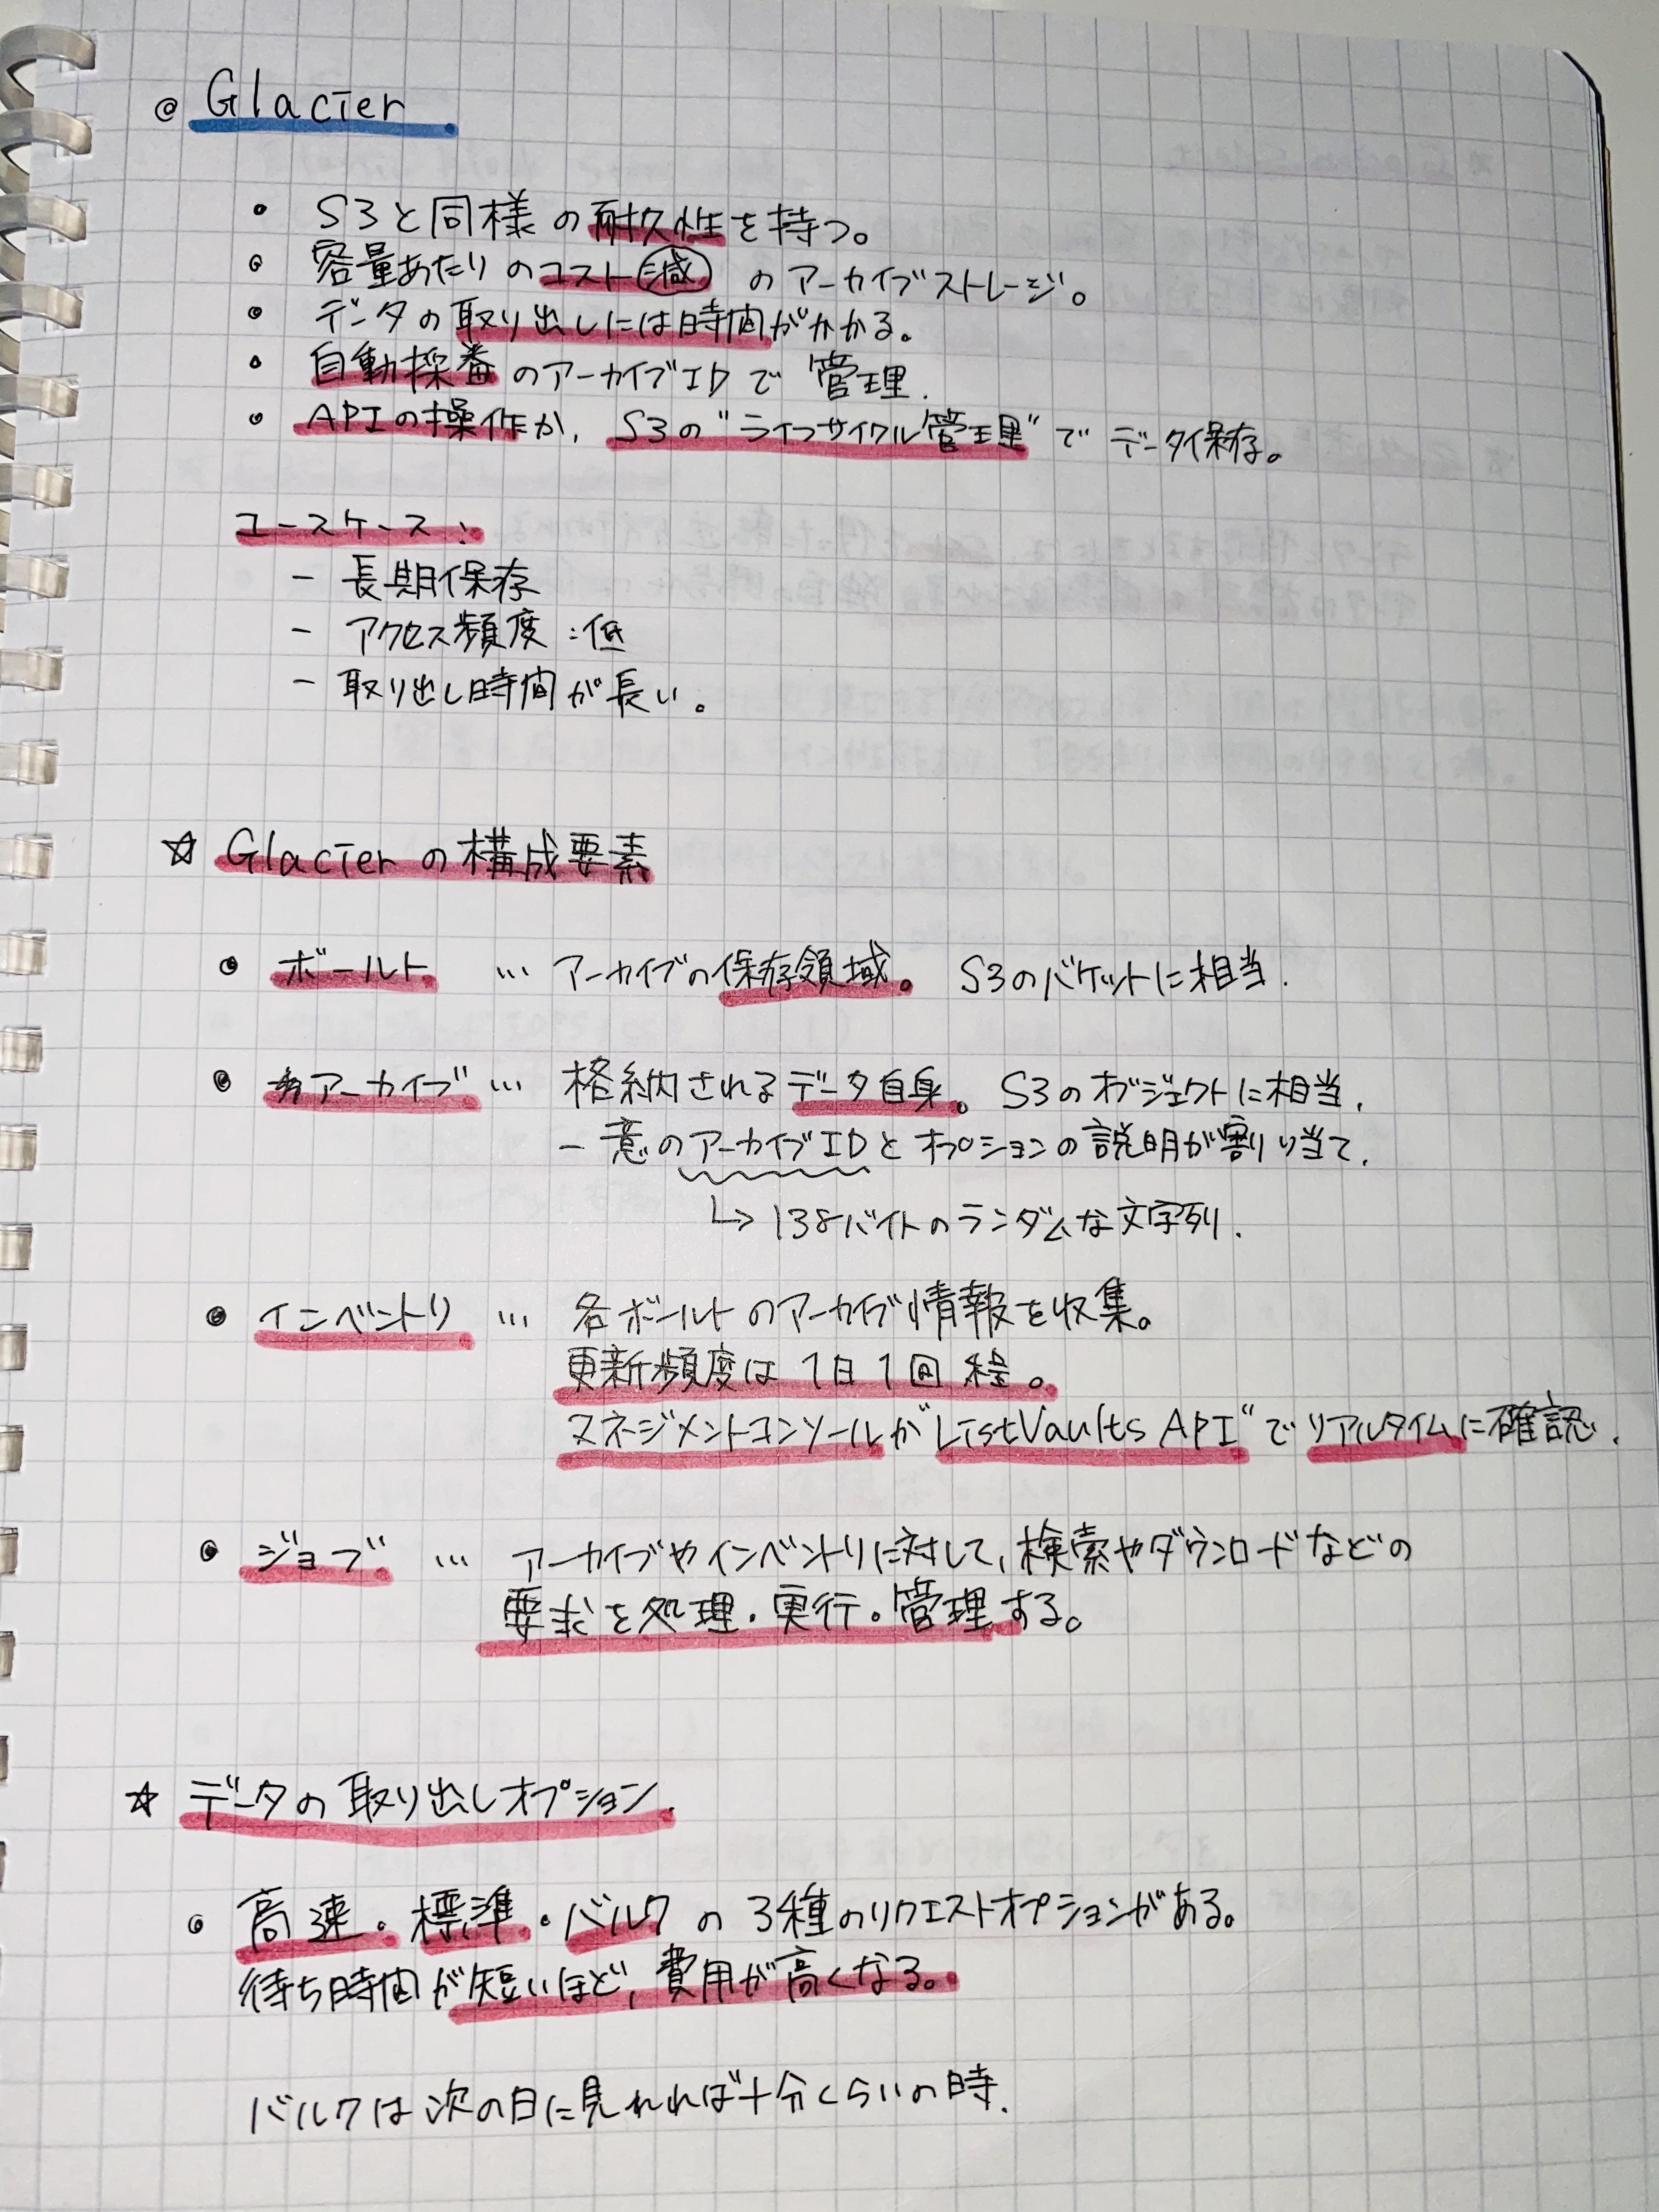 ◎ Glacier
・ S3と同様の耐久性を持つ。
・ 容量あたりのコスト減のアーカイブストレージ。
・ データの取り出しには時間がかかる。
・ 自動採番のアーカイブIDで管理.
・ APIの操作か, S3の"ライフサイクル管理"でデータ保存。
ユースケース:
- 長期保存
- アクセス頻度:低
- 取り出し時間が長い。
☆ Glacierの構成要素
● ボールト … アーカイブの保存領域。 S3のバケットに相当.
● アーカイブ … 格納されるデータ自身。 S3のオブジェクトに相当.
一意のアーカイブIDとオプションの説明が割り当て.
↳ 138バイトのランダムな文字列.
● インベントリ … 各ボールトのアーカイブ情報を収集。
更新頻度は1日1回程。
マネジメントコンソールが"ListVaults API"でリアルタイムに確認.
● ジョブ … アーカイブやインベントリに対して, 検索やダウンロードなどの
要求を処理・実行・管理する。
☆ データの取り出しオプション.
・ 高速・標準・バルクの3種のリクエストオプションがある。
待ち時間が短いほど, 費用が高くなる。
バルクは次の日に見れれば十分くらいの時.